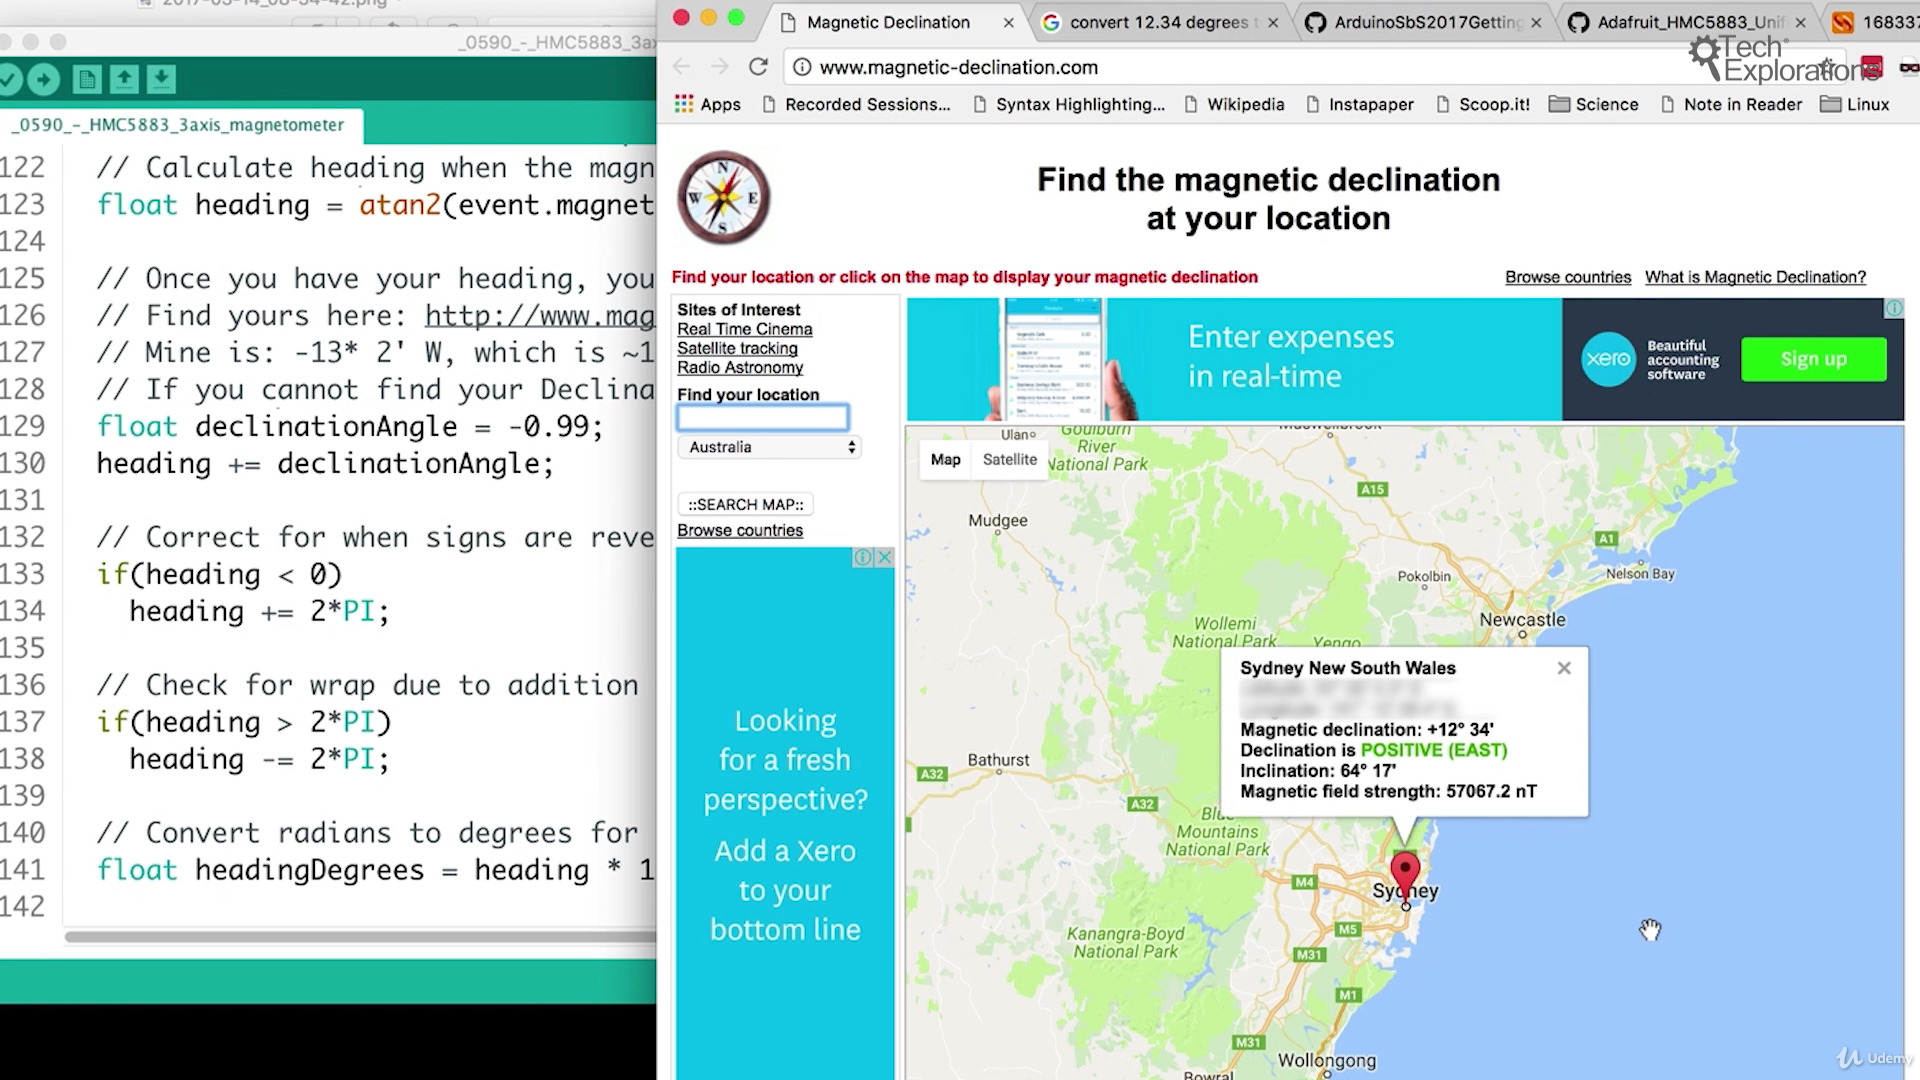 2017-03-14_08-54-42.png
_0590_-_HMC5883_3ax
_0590_-_HMC5883_3axis_magnetometer
122 // Calculate heading when the magn
123 float heading = atan2(event.magnet
124
125 // Once you have your heading, you
126 // Find yours here: http://www.mag
127 // Mine is: -13* 2' W, which is ~1
128 // If you cannot find your Declina
129 float declinationAngle = -0.99;
130 heading += declinationAngle;
131
132 // Correct for when signs are reve
133 if(heading < 0)
134 heading += 2*PI;
135
136 // Check for wrap due to addition
137 if(heading > 2*PI)
138 heading -= 2*PI;
139
140 // Convert radians to degrees for
141 float headingDegrees = heading * 1
142
Magnetic Declination
convert 12.34 degrees t
ArduinoSbS2017Getting
Adafruit_HMC5883_Unif
168337
www.magnetic-declination.com
Tech Explorations
Apps Recorded Sessions... Syntax Highlighting... Wikipedia Instapaper Scoop.it! Science Note in Reader Linux
N
W E
S
Find the magnetic declination
at your location
Find your location or click on the map to display your magnetic declination
Browse countries What is Magnetic Declination?
Sites of Interest
Real Time Cinema
Satellite tracking
Radio Astronomy
Find your location
Australia
::SEARCH MAP::
Browse countries
Looking
for a fresh
perspective?
Add a Xero
to your
bottom line
Enter expenses
in real-time
xero
Beautiful
accounting
software
Sign up
Map Satellite
Ulan
Goulburn
River
National Park
A15
Mudgee
A1
Pokolbin
Nelson Bay
Newcastle
Wollemi
National Park
Yengo
Sydney New South Wales
Magnetic declination: +12° 34'
Declination is POSITIVE (EAST)
Inclination: 64° 17'
Magnetic field strength: 57067.2 nT
Bathurst
A32
A32
Blue
Mountains
National Park
M4
Sydney
M5
Kanangra-Boyd
National Park
M31
M1
M31
Wollongong
Bowral
Udemy